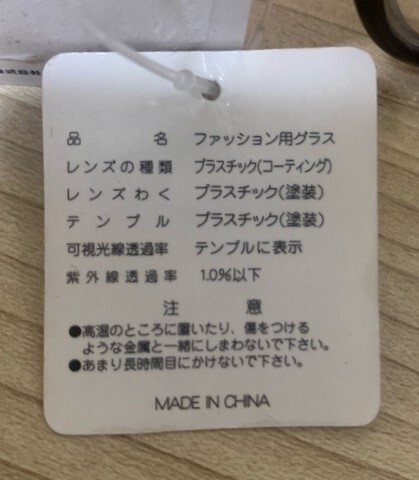 株式会社
品名 ファッション用グラス
レンズの種類 プラスチック(コーティング)
レンズわく プラスチック(塗装)
テンプル プラスチック(塗装)
可視光線透過率 テンプルに表示
紫外線透過率 1.0%以下
注意
●高温のところに置いたり、傷をつける
ような金属と一緒にしまわないで下さい。
●あまり長時間目にかけないで下さい。
MADE IN CHINA